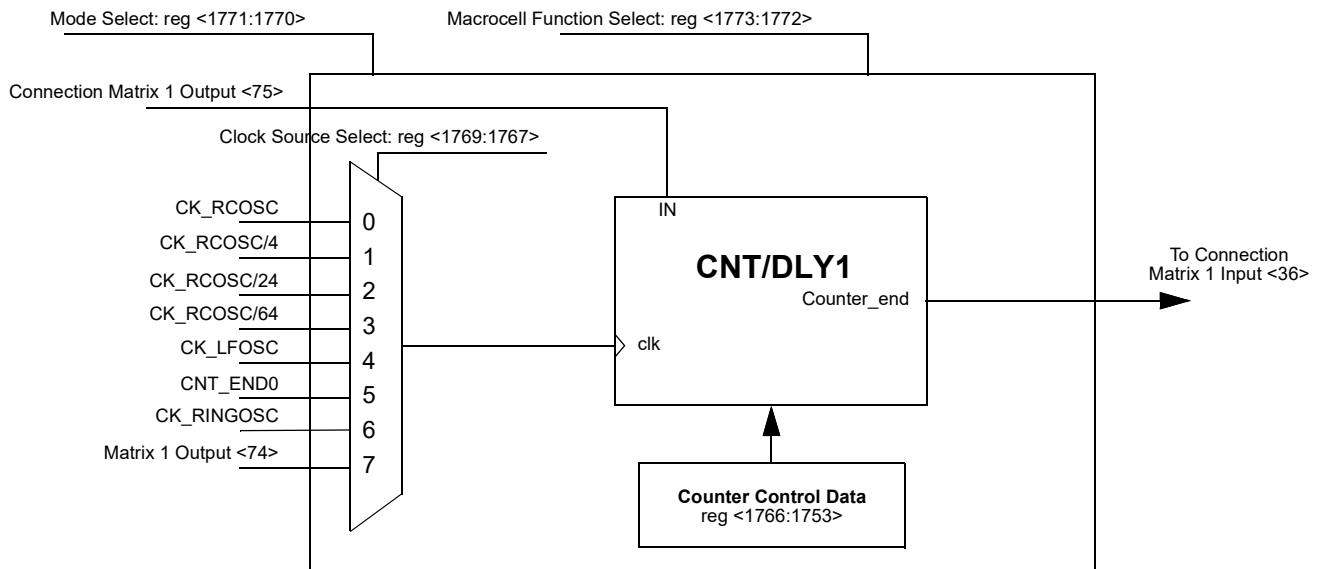 Mode Select: reg <1771:1770>
Macrocell Function Select: reg <1773:1772>
Connection Matrix 1 Output <75>
Clock Source Select: reg <1769:1767>
CK_RCOSC
0
CK_RCOSC/4
1
CK_RCOSC/24
2
CK_RCOSC/64
3
CK_LFOSC
4
CNT_END0
5
CK_RINGOSC
6
Matrix 1 Output <74>
7
IN
CNT/DLY1
Counter_end
clk
To Connection
Matrix 1 Input <36>
Counter Control Data
reg <1766:1753>